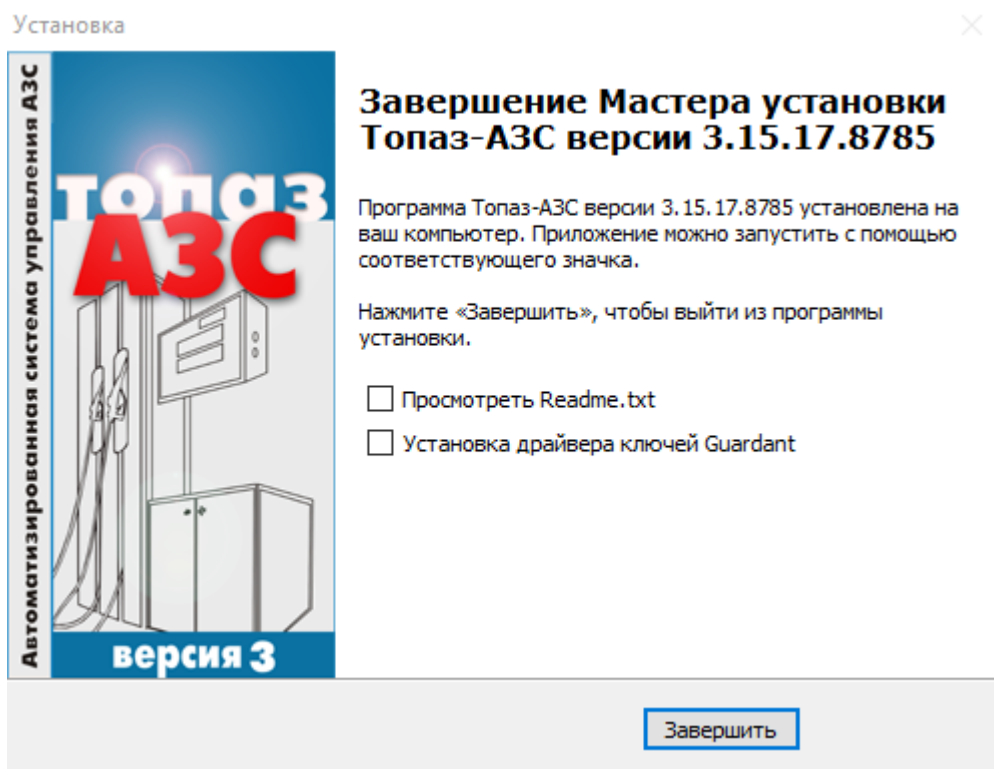 Установка
Автоматизированная система управления АЗС
топаз
АЗС
версия 3
Завершение Мастера установки
Топаз-АЗС версии 3.15.17.8785
Программа Топаз-АЗС версии 3.15.17.8785 установлена на
ваш компьютер. Приложение можно запустить с помощью
соответствующего значка.
Нажмите «Завершить», чтобы выйти из программы
установки.
Просмотреть Readme.txt
Установка драйвера ключей Guardant
Завершить